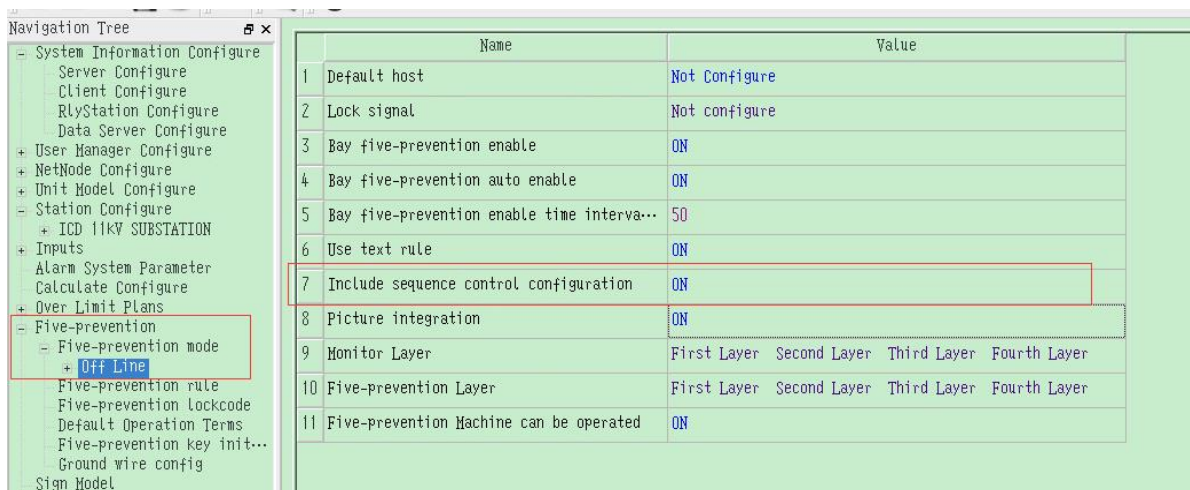 Navigation Tree
System Information Configure
Server Configure
Client Configure
RlyStation Configure
Data Server Configure
User Manager Configure
NetNode Configure
Unit Model Configure
Station Configure
ICD 11kV SUBSTATION
Inputs
Alarm System Parameter
Calculate Configure
Over Limit Plans
Five-prevention
Five-prevention mode
Off Line
Five-prevention rule
Five-prevention lockcode
Default Operation Terms
Five-prevention key init…
Ground wire config
Sign Model
Name Value
1 Default host Not Configure
2 Lock signal Not configure
3 Bay five-prevention enable ON
4 Bay five-prevention auto enable ON
5 Bay five-prevention enable time interva… 50
6 Use text rule ON
7 Include sequence control configuration ON
8 Picture integration ON
9 Monitor Layer First Layer Second Layer Third Layer Fourth Layer
10 Five-prevention Layer First Layer Second Layer Third Layer Fourth Layer
11 Five-prevention Machine can be operated ON